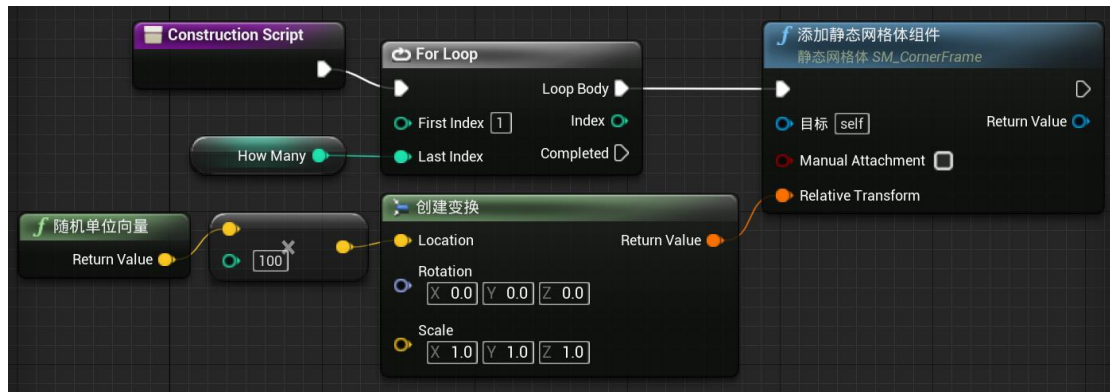 Construction Script
For Loop
Loop Body
First Index 1
Index
Last Index
Completed
How Many
f 添加静态网格体组件
静态网格体 SM_CornerFrame
目标 self
Return Value
Manual Attachment
Relative Transform
f 随机单位向量
Return Value
×
100
创建变换
Location
Return Value
Rotation
X 0.0 Y 0.0 Z 0.0
Scale
X 1.0 Y 1.0 Z 1.0